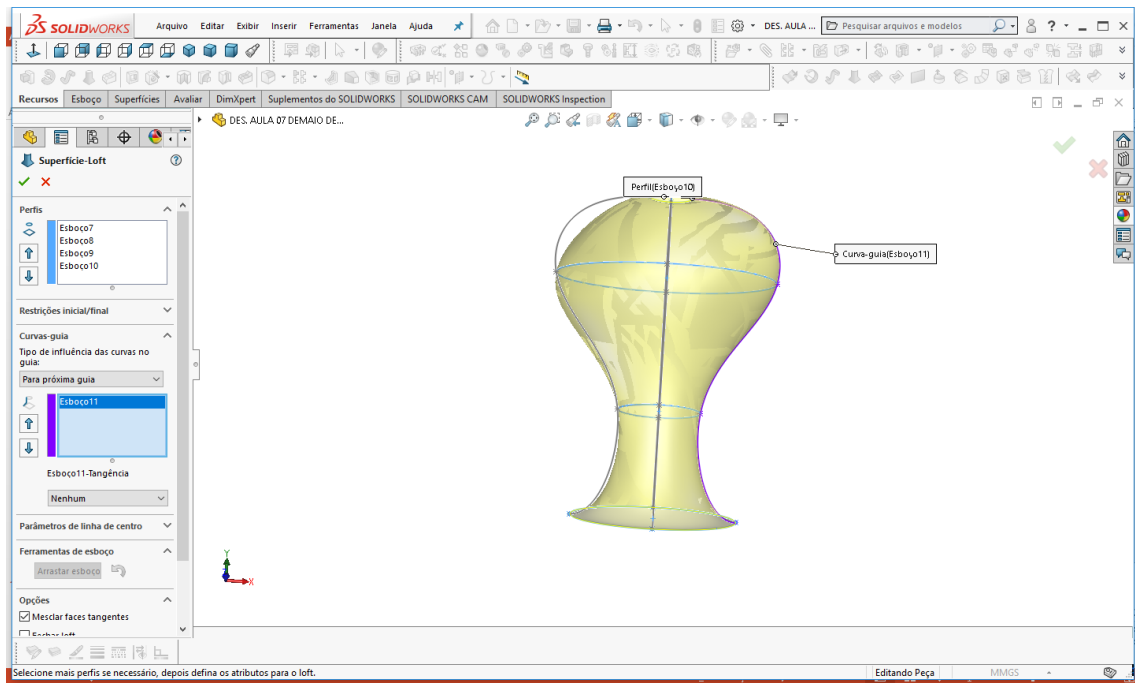 SOLIDWORKS
Arquivo Editar Exibir Inserir Ferramentas Janela Ajuda
DES. AULA ...
Pesquisar arquivos e modelos
Recursos Esboço Superfícies Avaliar DimXpert Suplementos do SOLIDWORKS SOLIDWORKS CAM SOLIDWORKS Inspection
DES. AULA 07 DEMAIO DE...
Superfície-Loft
Perfis
Esboço7
Esboço8
Esboço9
Esboço10
Restrições inicial/final
Curvas-guia
Tipo de influência das curvas no
guia:
Para próxima guia
Esboço11
Esboço11-Tangência
Nenhum
Parâmetros de linha de centro
Ferramentas de esboço
Arrastar esboço
Opções
Mesclar faces tangentes
Fechar loft
Perfil(Esboço10)
Curva-guia(Esboço11)
Y
X
Selecione mais perfis se necessário, depois defina os atributos para o loft.
Editando Peça
MMGS